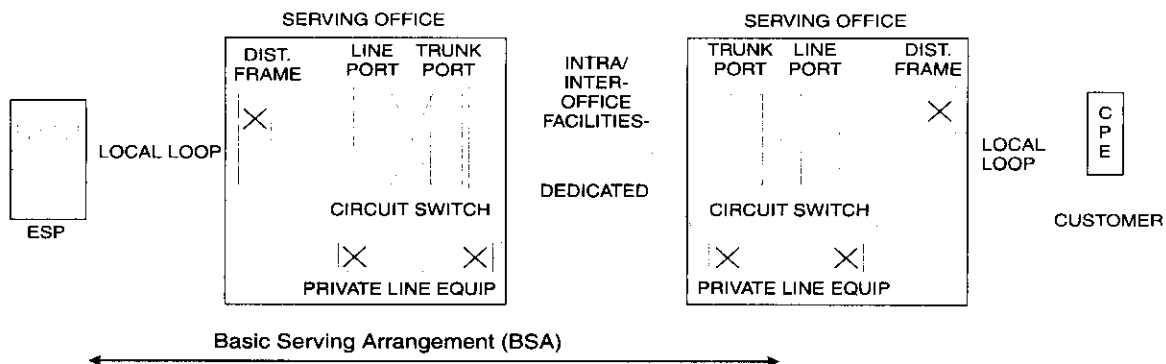 SERVING OFFICE
DIST. FRAME
LINE PORT
TRUNK PORT
LOCAL LOOP
ESP
CIRCUIT SWITCH
PRIVATE LINE EQUIP
INTRA/
INTER-
OFFICE
FACILITIES-
DEDICATED
SERVING OFFICE
TRUNK PORT
LINE PORT
DIST. FRAME
CIRCUIT SWITCH
PRIVATE LINE EQUIP
LOCAL
LOOP
CPE
CUSTOMER
Basic Serving Arrangement (BSA)